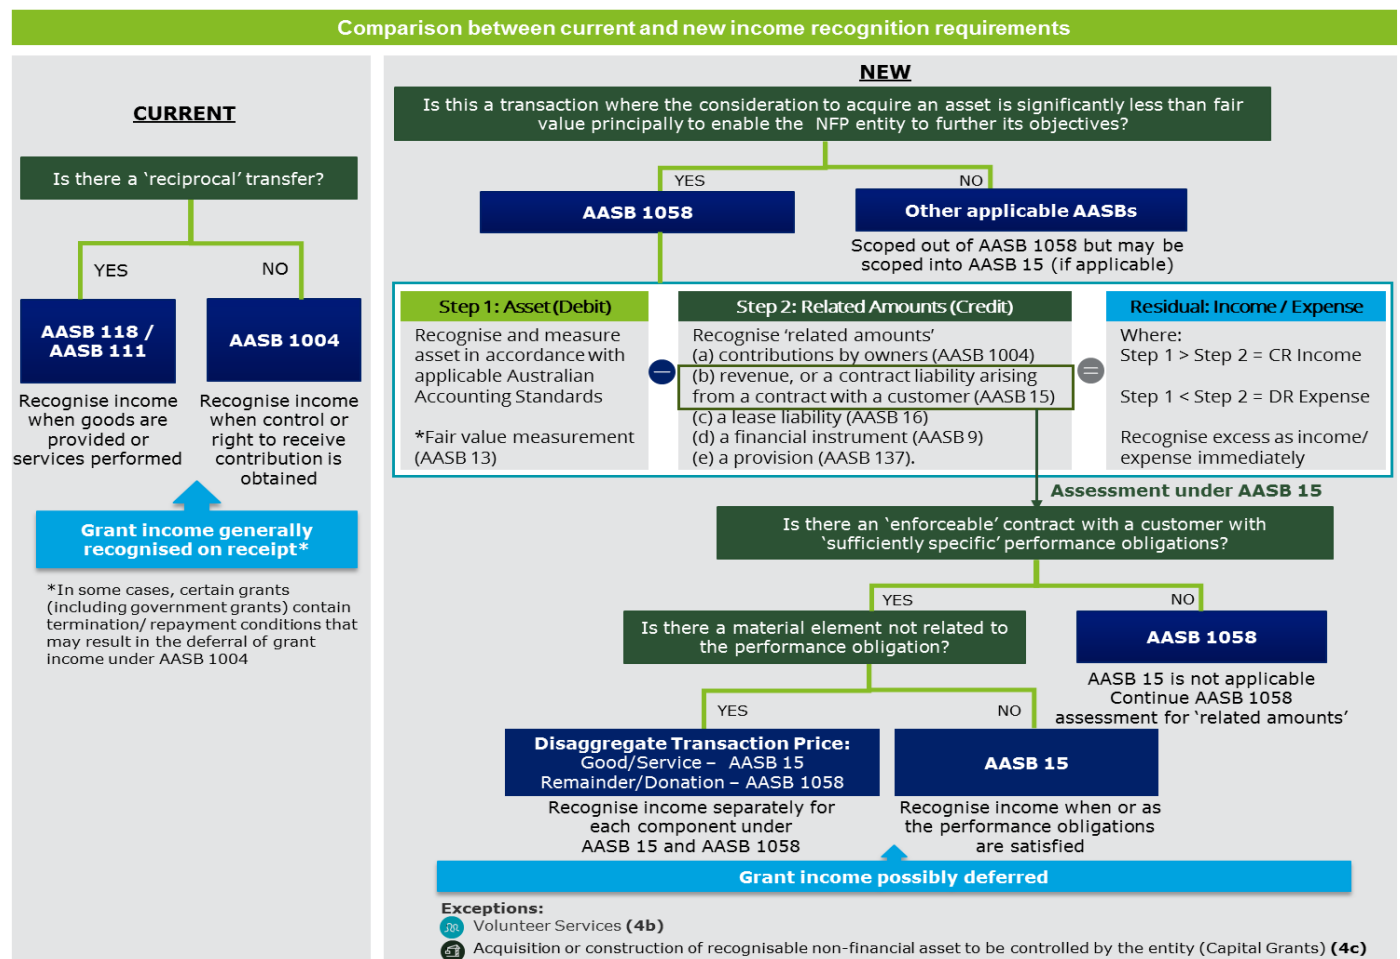 Comparison between current and new income recognition requirements
CURRENT
Is there a ‘reciprocal’ transfer?
YES
NO
AASB 118 /
AASB 111
AASB 1004
Recognise income
when goods are
provided or
services performed
Recognise income
when control or
right to receive
contribution is
obtained
Grant income generally
recognised on receipt*
*In some cases, certain grants
(including government grants) contain
termination/ repayment conditions that
may result in the deferral of grant
income under AASB 1004
NEW
Is this a transaction where the consideration to acquire an asset is significantly less than fair
value principally to enable the NFP entity to further its objectives?
YES
NO
AASB 1058
Other applicable AASBs
Scoped out of AASB 1058 but may be
scoped into AASB 15 (if applicable)
Step 1: Asset (Debit)
Recognise and measure
asset in accordance with
applicable Australian
Accounting Standards
*Fair value measurement
(AASB 13)
Step 2: Related Amounts (Credit)
Recognise ‘related amounts’
(a) contributions by owners (AASB 1004)
(b) revenue, or a contract liability arising
from a contract with a customer (AASB 15)
(c) a lease liability (AASB 16)
(d) a financial instrument (AASB 9)
(e) a provision (AASB 137).
Residual: Income / Expense
Where:
Step 1 > Step 2 = CR Income
Step 1 < Step 2 = DR Expense
Recognise excess as income/
expense immediately
Assessment under AASB 15
Is there an ‘enforceable’ contract with a customer with
‘sufficiently specific’ performance obligations?
YES
NO
Is there a material element not related to
the performance obligation?
AASB 1058
AASB 15 is not applicable
Continue AASB 1058
assessment for ‘related amounts’
YES
NO
Disaggregate Transaction Price:
Good/Service – AASB 15
Remainder/Donation – AASB 1058
AASB 15
Recognise income separately for
each component under
AASB 15 and AASB 1058
Recognise income when or as
the performance obligations
are satisfied
Grant income possibly deferred
Exceptions:
Volunteer Services (4b)
Acquisition or construction of recognisable non-financial asset to be controlled by the entity (Capital Grants) (4c)